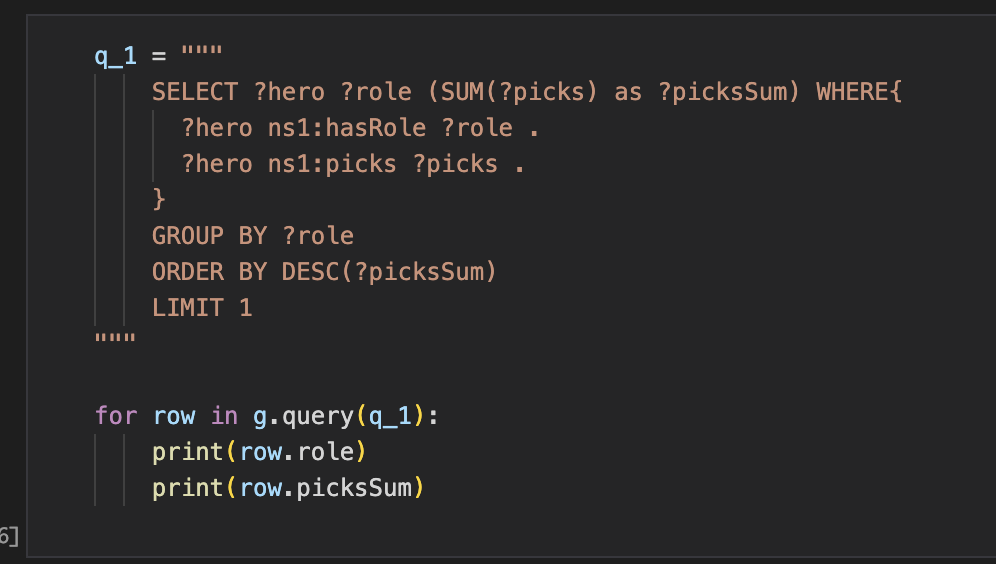 q_1 = """
SELECT ?hero ?role (SUM(?picks) as ?picksSum) WHERE{
?hero ns1:hasRole ?role .
?hero ns1:picks ?picks .
}
GROUP BY ?role
ORDER BY DESC(?picksSum)
LIMIT 1
"""
for row in g.query(q_1):
print(row.role)
print(row.picksSum)
6]